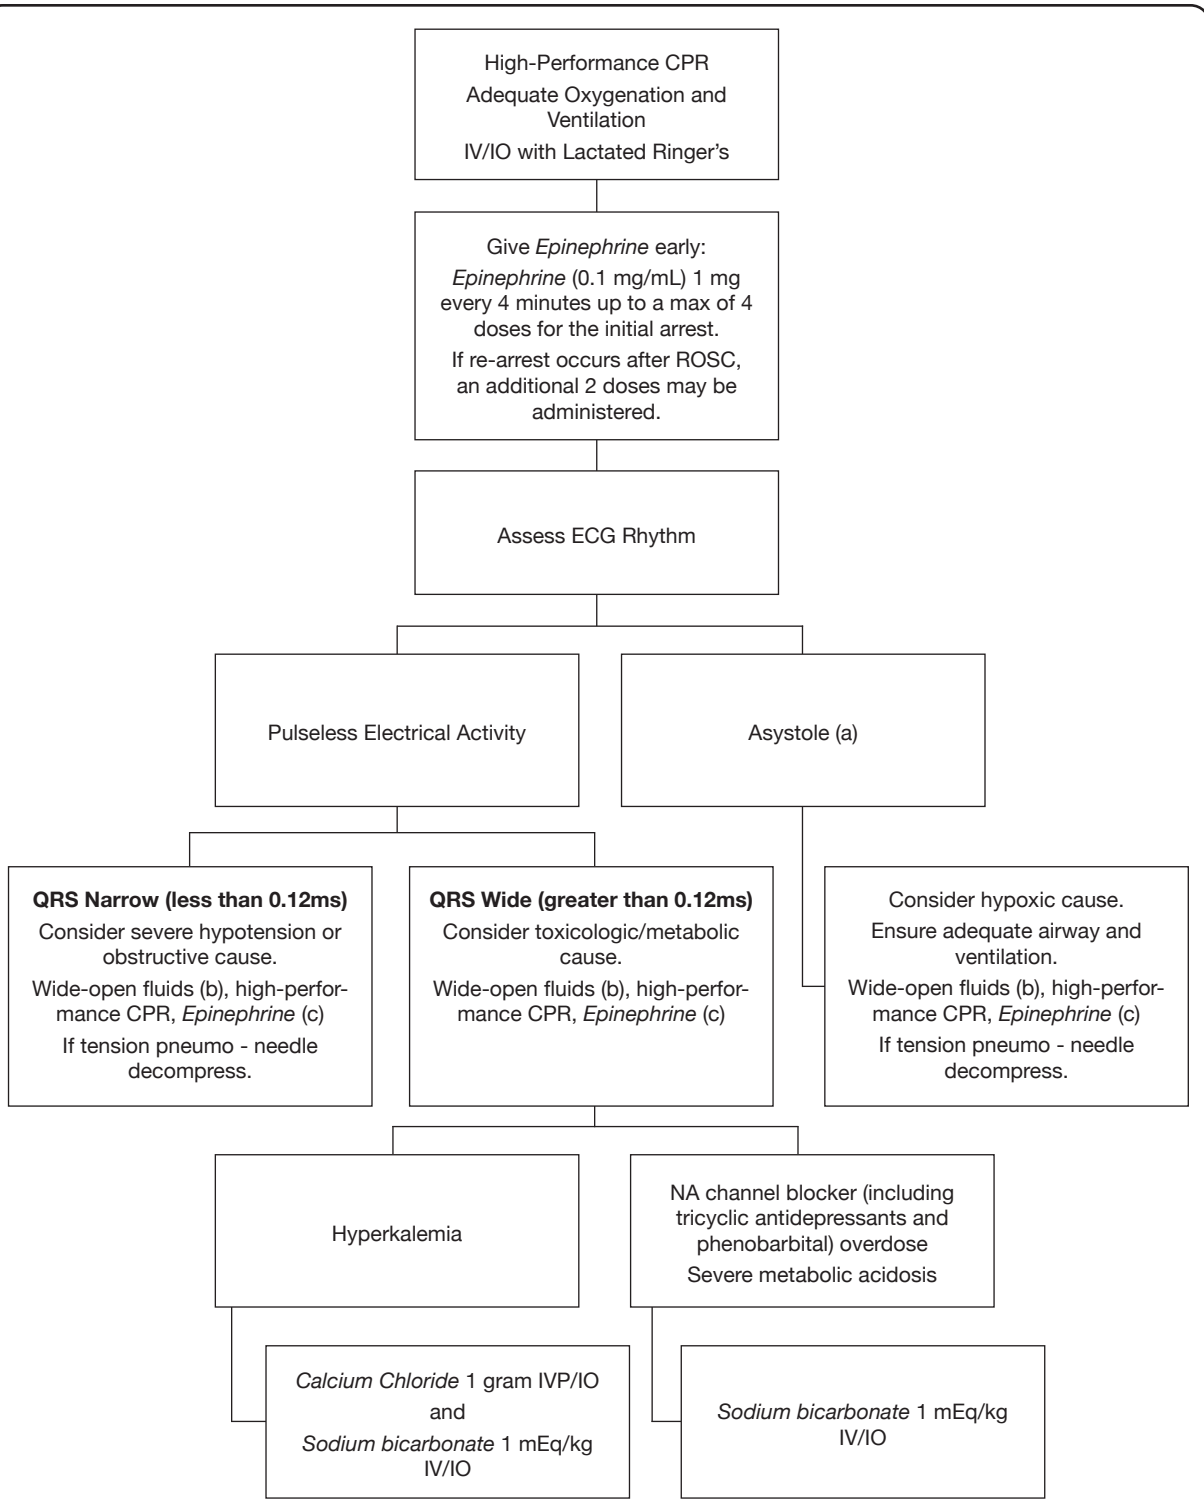 High-Performance CPR
Adequate Oxygenation and
Ventilation
IV/IO with Lactated Ringer’s
Give Epinephrine early:
Epinephrine (0.1 mg/mL) 1 mg
every 4 minutes up to a max of 4
doses for the initial arrest.
If re-arrest occurs after ROSC,
an additional 2 doses may be
administered.
Assess ECG Rhythm
Pulseless Electrical Activity
Asystole (a)
QRS Narrow (less than 0.12ms)
Consider severe hypotension or
obstructive cause.
Wide-open fluids (b), high-perfor-
mance CPR, Epinephrine (c)
If tension pneumo - needle
decompress.
QRS Wide (greater than 0.12ms)
Consider toxicologic/metabolic
cause.
Wide-open fluids (b), high-perfor-
mance CPR, Epinephrine (c)
Consider hypoxic cause.
Ensure adequate airway and
ventilation.
Wide-open fluids (b), high-perfor-
mance CPR, Epinephrine (c)
If tension pneumo - needle
decompress.
Hyperkalemia
NA channel blocker (including
tricyclic antidepressants and
phenobarbital) overdose
Severe metabolic acidosis
Calcium Chloride 1 gram IVP/IO
and
Sodium bicarbonate 1 mEq/kg
IV/IO
Sodium bicarbonate 1 mEq/kg
IV/IO